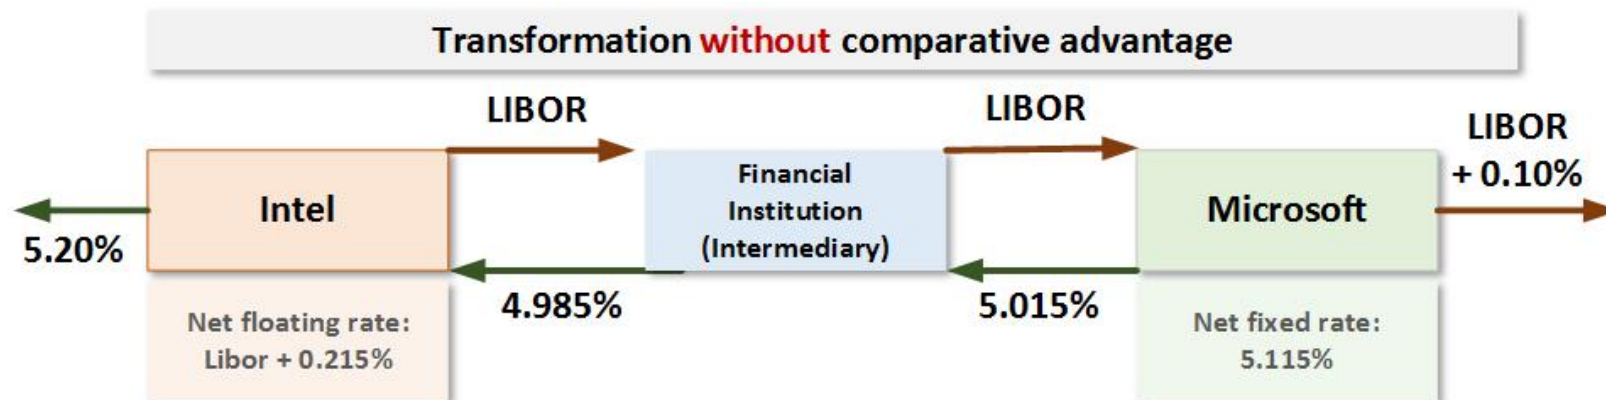 Transformation without comparative advantage
LIBOR
LIBOR
LIBOR
+ 0.10%
Intel
Financial
Institution
(Intermediary)
Microsoft
5.20%
4.985%
5.015%
Net floating rate:
Libor + 0.215%
Net fixed rate:
5.115%